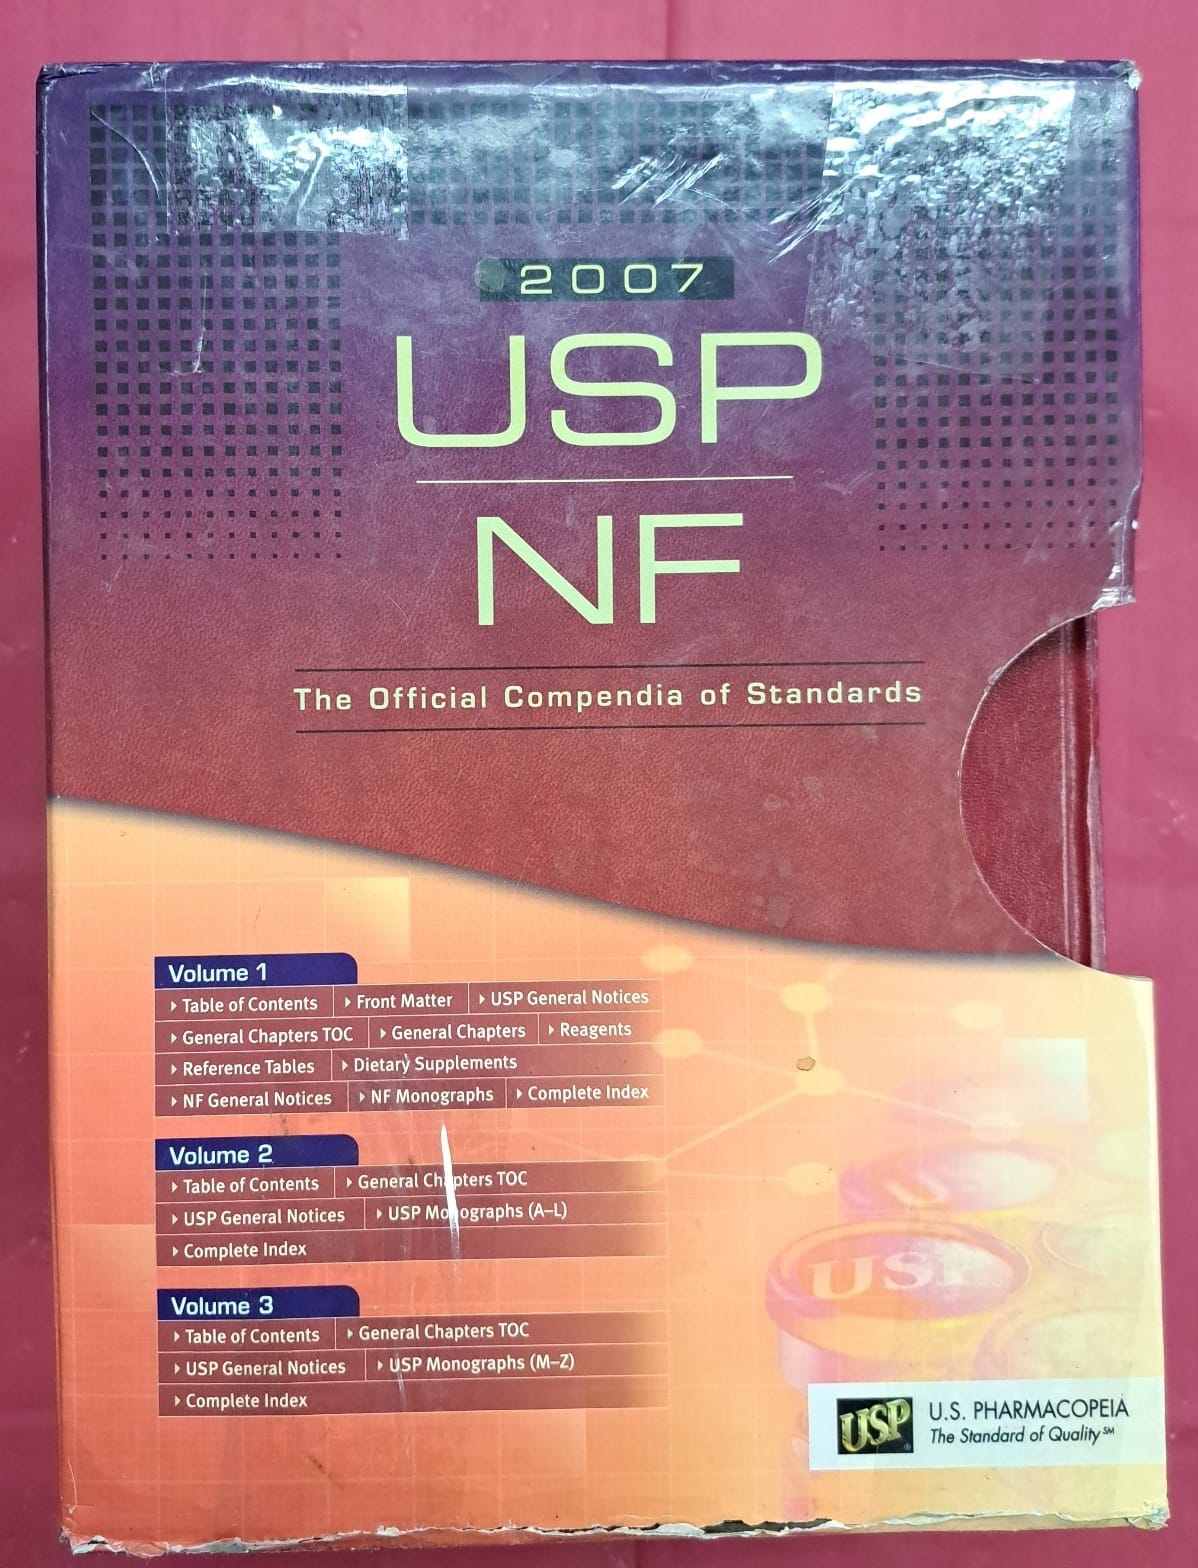 2007
USP
NF
The Official Compendia of Standards
Volume 1
Table of Contents Front Matter USP General Notices
General Chapters TOC General Chapters Reagents
Reference Tables Dietary Supplements
NF General Notices NF Monographs Complete Index
Volume 2
Table of Contents General Chapters TOC
USP General Notices USP Monographs (A–L)
Complete Index
Volume 3
Table of Contents General Chapters TOC
USP General Notices USP Monographs (M–Z)
Complete Index
USP
USP ®
U.S. PHARMACOPEIA
The Standard of Quality℠